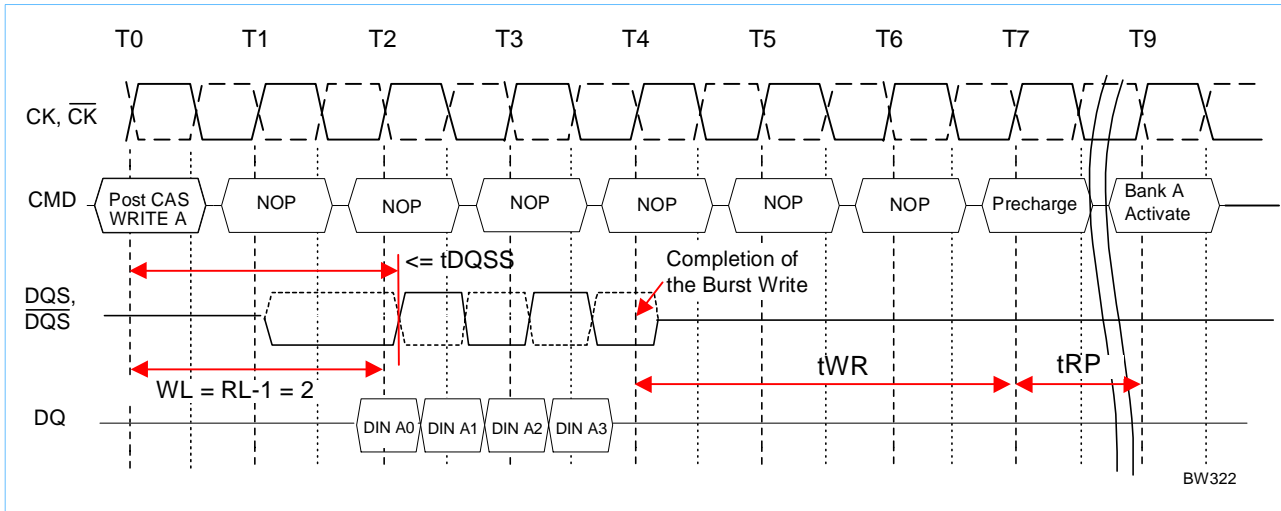 T0 T1 T2 T3 T4 T5 T6 T7 T9
CK, CK
CMD
Post CAS
WRITE A
NOP
NOP
NOP
NOP
NOP
NOP
Precharge
Bank A
Activate
<= tDQSS
Completion of
the Burst Write
DQS,
DQS
WL = RL-1 = 2
tWR
tRP
DQ
DIN A0
DIN A1
DIN A2
DIN A3
BW322